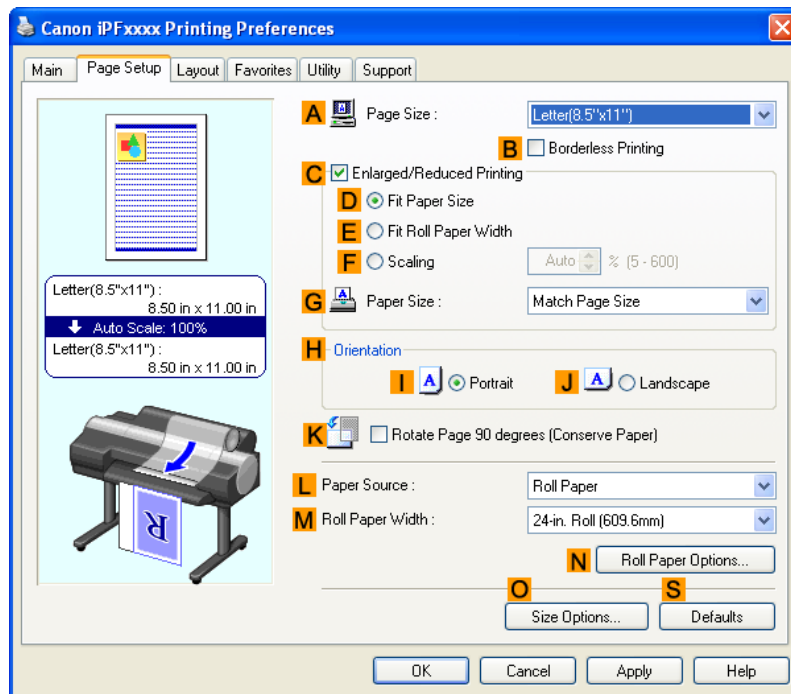 Canon iPFxxxx Printing Preferences
Main Page Setup Layout Favorites Utility Support
A Page Size : Letter(8.5"x11")
B Borderless Printing
C Enlarged/Reduced Printing
D Fit Paper Size
E Fit Roll Paper Width
F Scaling Auto % (5 - 600)
G Paper Size : Match Page Size
Letter(8.5"x11") :
8.50 in x 11.00 in
Auto Scale: 100%
Letter(8.5"x11") :
8.50 in x 11.00 in
H Orientation
I A Portrait J A Landscape
K Rotate Page 90 degrees (Conserve Paper)
L Paper Source : Roll Paper
M Roll Paper Width : 24-in. Roll (609.6mm)
R
N Roll Paper Options...
O S
Size Options... Defaults
OK Cancel Apply Help